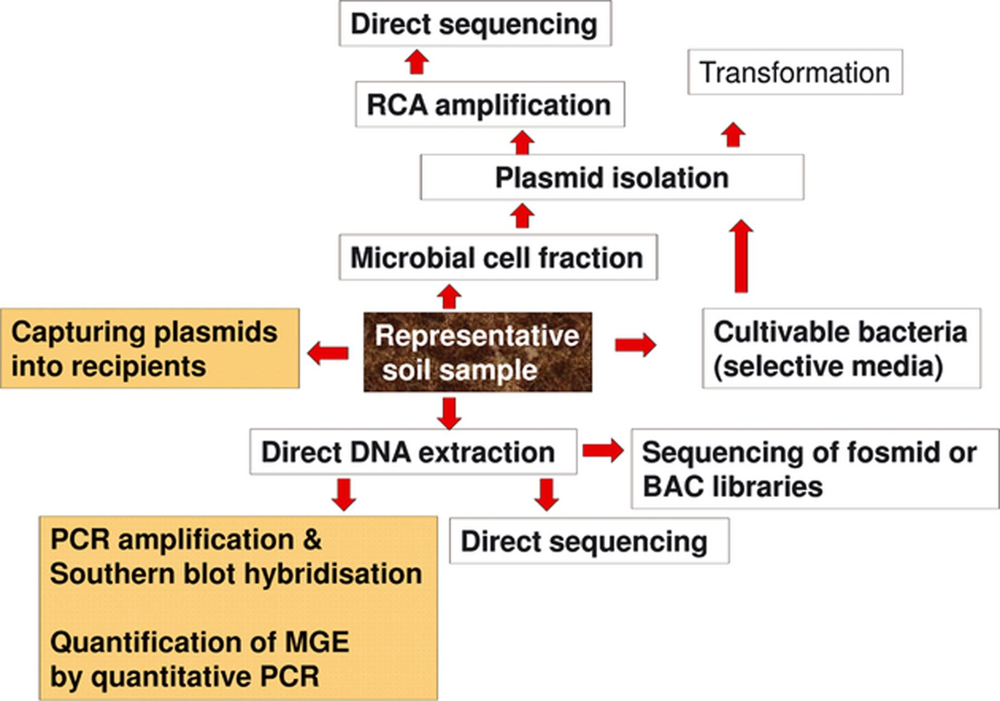 Direct sequencing
Transformation
RCA amplification
Plasmid isolation
Microbial cell fraction
Capturing plasmids
into recipients
Representative
soil sample
Cultivable bacteria
(selective media)
Direct DNA extraction
Sequencing of fosmid or
BAC libraries
PCR amplification &
Southern blot hybridisation
Quantification of MGE
by quantitative PCR
Direct sequencing